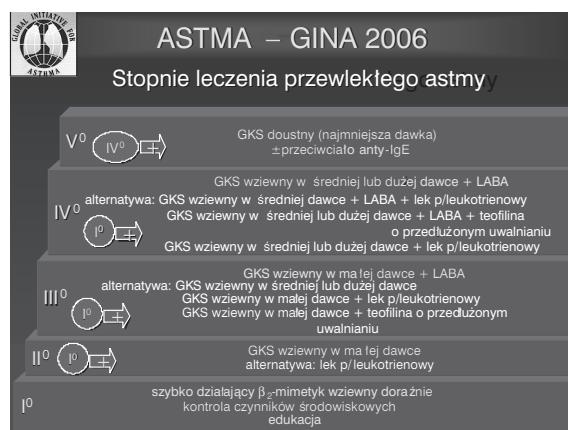 GLOBAL INITIATIVE FOR ASTHMA
ASTMA – GINA 2006
Stopnie leczenia przewlekłego astmy
V⁰ IV⁰ ±
GKS doustny (najmniejsza dawka)
±przeciwciało anty-IgE
IV⁰ I⁰ ±
GKS wziewny w średniej lub dużej dawce + LABA
alternatywa: GKS wziewny w średniej dawce + LABA + lek p/leukotrienowy
GKS wziewny w średniej lub dużej dawce + LABA + teofilina
o przedłużonym uwalnianiu
GKS wziewny w średniej lub dużej dawce + lek p/leukotrienowy
III⁰ I⁰ ±
GKS wziewny w małej dawce + LABA
alternatywa: GKS wziewny w średniej lub dużej dawce
GKS wziewny w małej dawce + lek p/leukotrienowy
GKS wziewny w małej dawce + teofilina o przedłużonym
uwalnianiu
II⁰ I⁰ ±
GKS wziewny w małej dawce
alternatywa: lek p/leukotrienowy
I⁰
szybko działający β₂-mimetyk wziewny doraźnie
kontrola czynników środowiskowych
edukacja